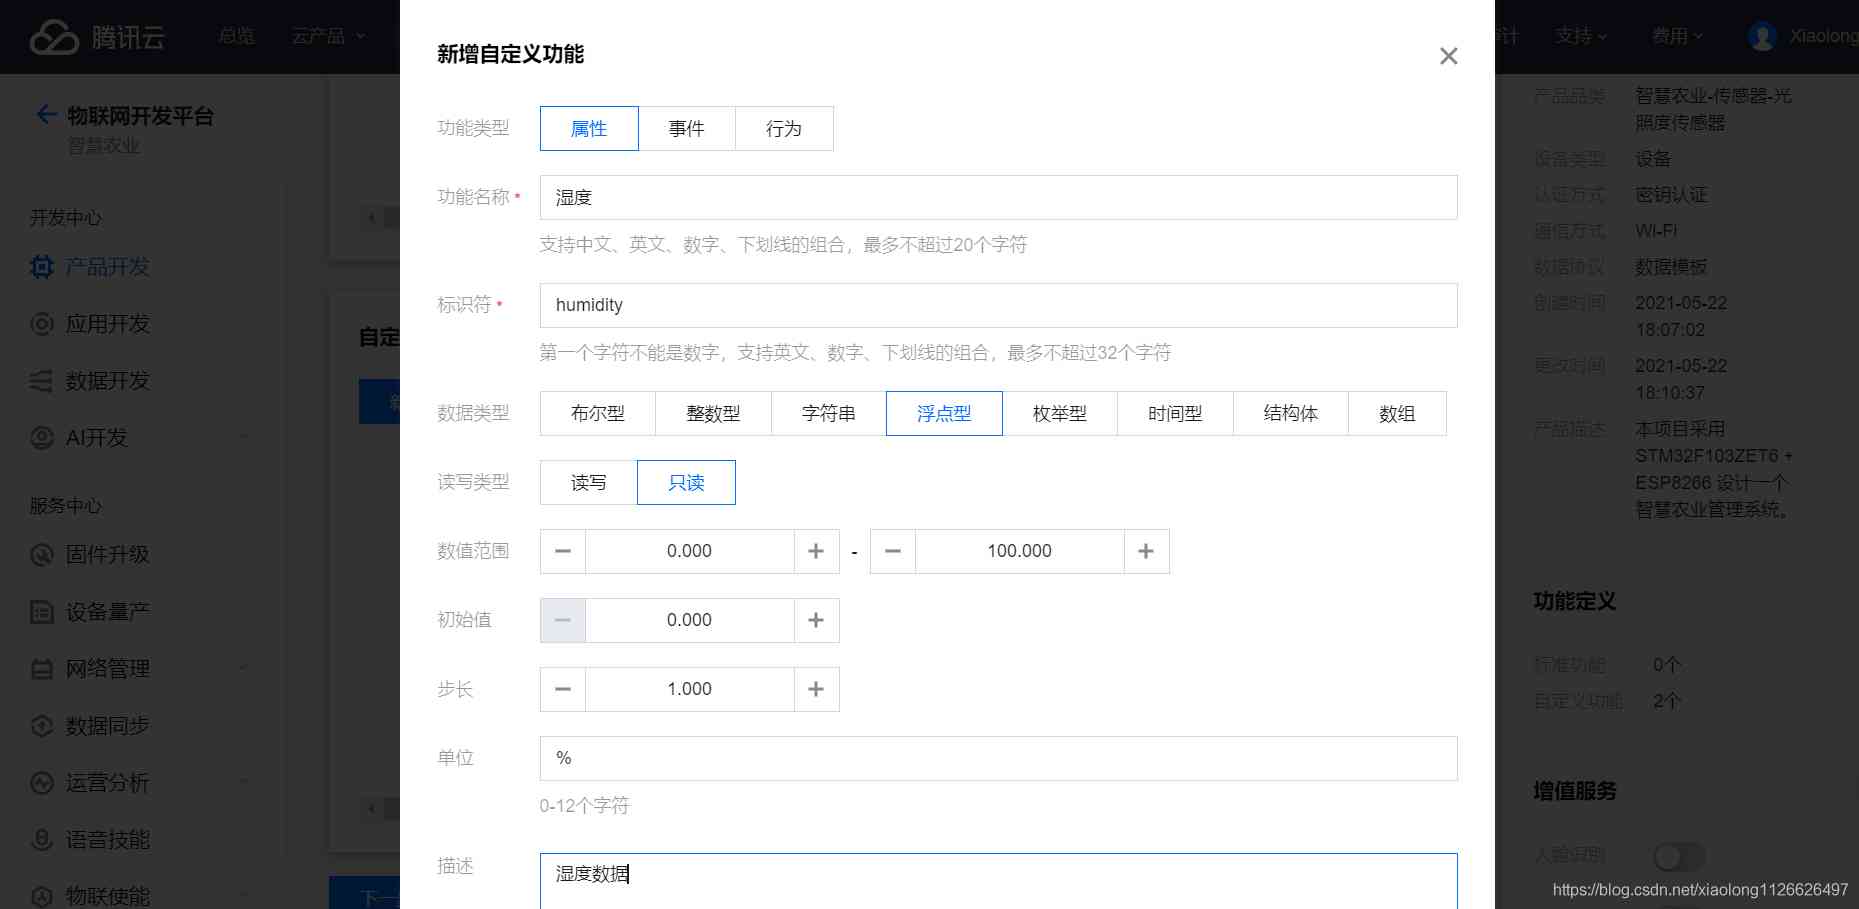 腾讯云
总览
云产品
支持
费用
Xiaolong
物联网开发平台
智慧农业
开发中心
产品开发
应用开发
数据开发
AI开发
服务中心
固件升级
设备量产
网络管理
数据同步
运营分析
语音技能
物联使能
自定
新增自定义功能
功能类型
属性 事件 行为
功能名称 *
湿度
支持中文、英文、数字、下划线的组合，最多不超过20个字符
标识符 *
humidity
第一个字符不能是数字，支持英文、数字、下划线的组合，最多不超过32个字符
数据类型
布尔型 整数型 字符串 浮点型 枚举型 时间型 结构体 数组
读写类型
读写 只读
数值范围
0.000 - 100.000
初始值
0.000
步长
1.000
单位
%
0-12个字符
描述
湿度数据
产品品类 智慧农业-传感器-光
照度传感器
设备类型 设备
认证方式 密钥认证
通信方式 Wi-Fi
数据协议 数据模板
创建时间 2021-05-22
18:07:02
更改时间 2021-05-22
18:10:37
产品描述 本项目采用
STM32F103ZET6 +
ESP8266 设计一个
智慧农业管理系统。
功能定义
标准功能 0个
自定义功能 2个
增值服务
人脸识别
https://blog.csdn.net/xiaolong1126626497